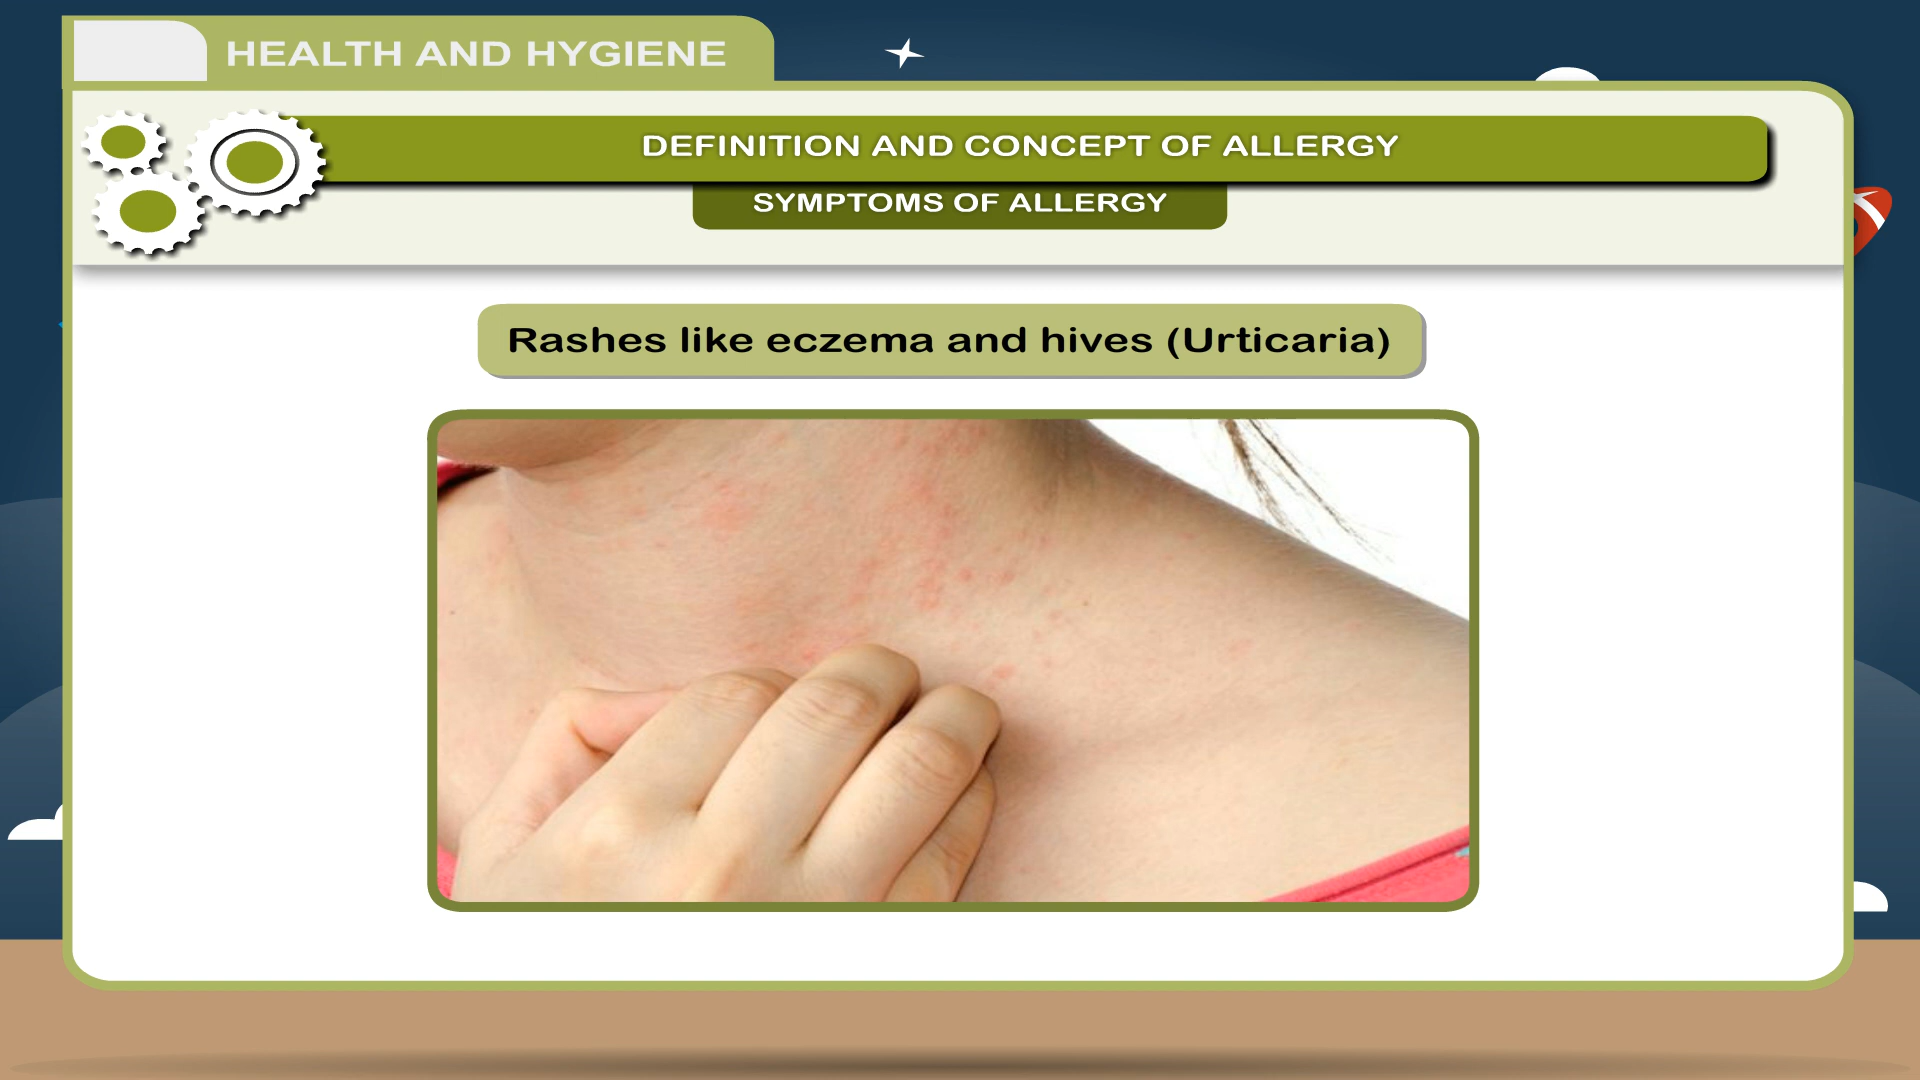 HEALTH AND HYGIENE
DEFINITION AND CONCEPT OF ALLERGY
SYMPTOMS OF ALLERGY
Rashes like eczema and hives (Urticaria)